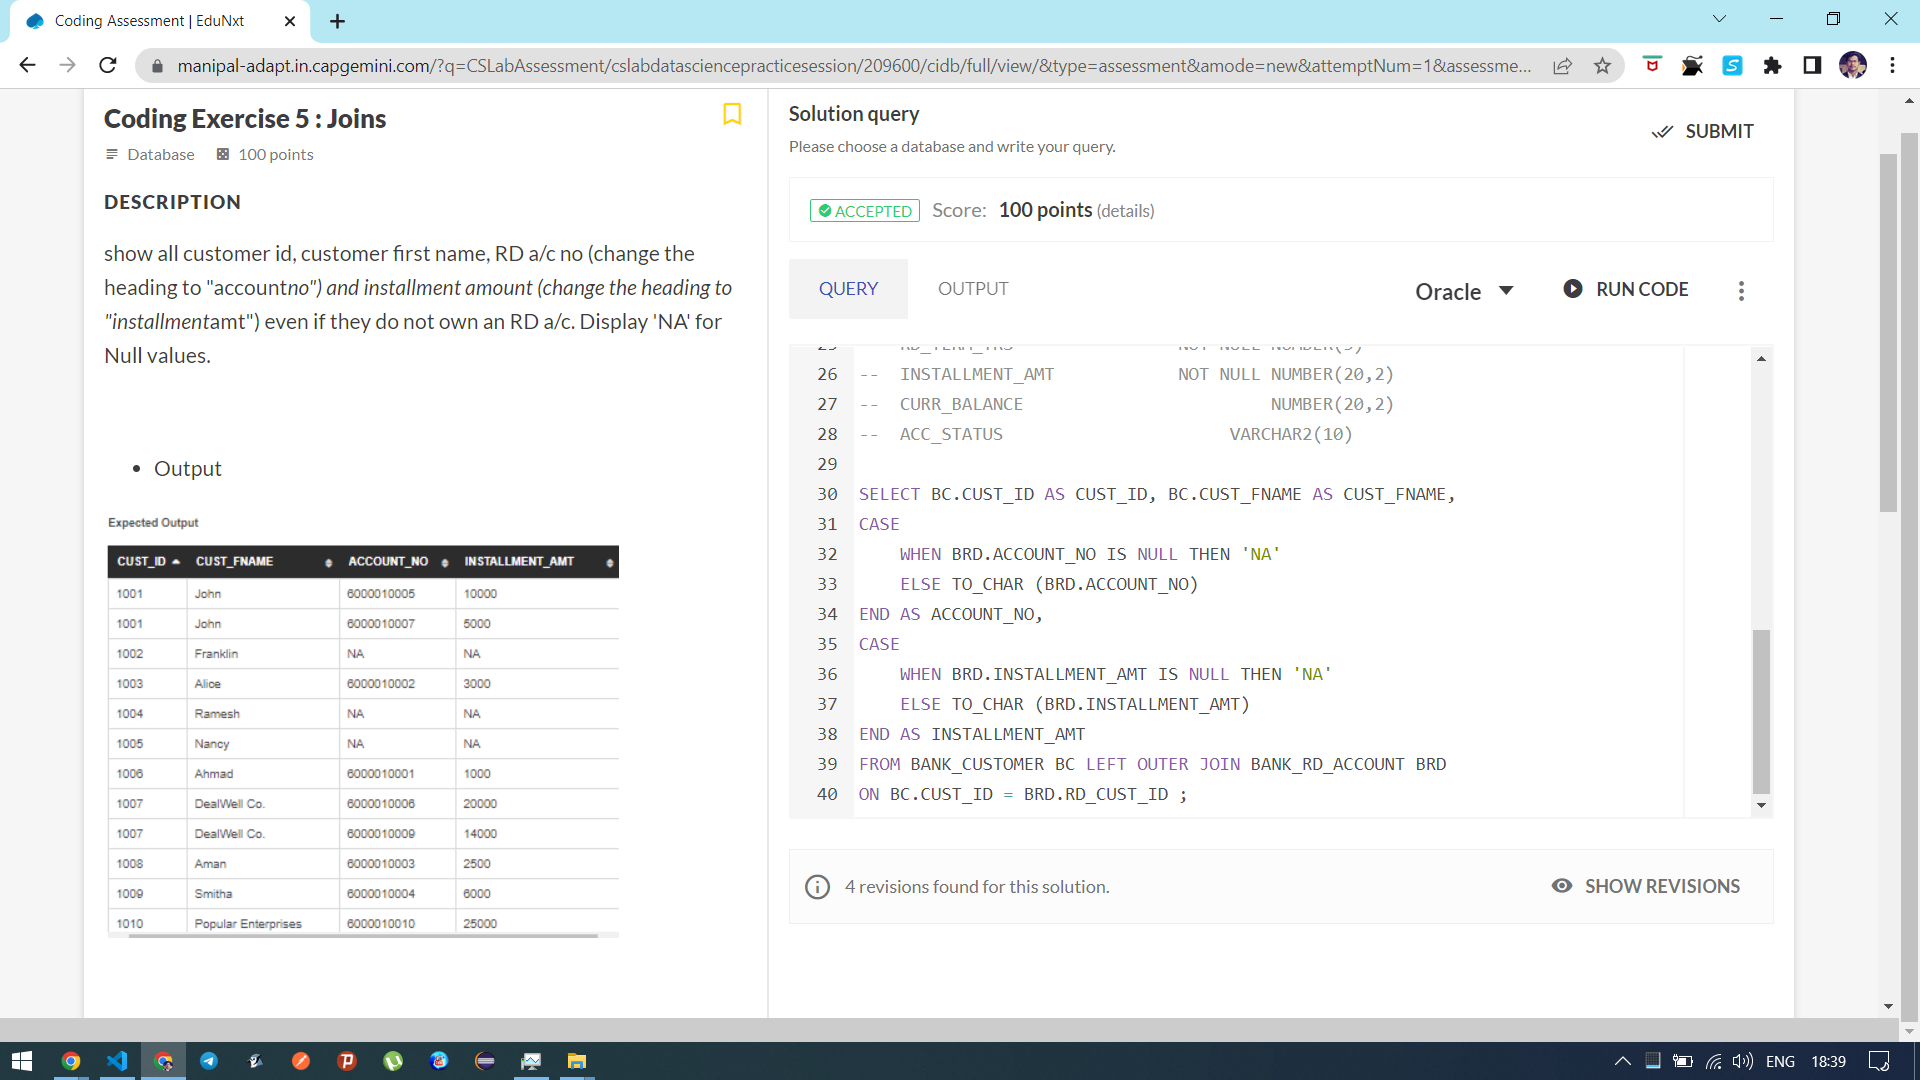 Coding Assessment | EduNxt
manipal-adapt.in.capgemini.com/?q=CSLabAssessment/cslabdatasciencepracticesession/209600/cidb/full/view/&type=assessment&amode=new&attemptNum=1&assessme...
Coding Exercise 5 : Joins
Database 100 points
DESCRIPTION
show all customer id, customer first name, RD a/c no (change the
heading to "accountno") and installment amount (change the heading to
"installmentamt") even if they do not own an RD a/c. Display 'NA' for
Null values.
• Output
Expected Output
CUST_ID CUST_FNAME ACCOUNT_NO INSTALLMENT_AMT
1001 John 6000010005 10000
1001 John 6000010007 5000
1002 Franklin NA NA
1003 Alice 6000010002 3000
1004 Ramesh NA NA
1005 Nancy NA NA
1006 Ahmad 6000010001 1000
1007 DealWell Co. 6000010006 20000
1007 DealWell Co. 6000010009 14000
1008 Aman 6000010003 2500
1009 Smitha 6000010004 6000
1010 Popular Enterprises 6000010010 25000
Solution query
Please choose a database and write your query.
SUBMIT
ACCEPTED Score: 100 points (details)
QUERY OUTPUT Oracle RUN CODE
25 -- RD_TERM_YRS NOT NULL NUMBER(5)
26 -- INSTALLMENT_AMT NOT NULL NUMBER(20,2)
27 -- CURR_BALANCE NUMBER(20,2)
28 -- ACC_STATUS VARCHAR2(10)
29
30 SELECT BC.CUST_ID AS CUST_ID, BC.CUST_FNAME AS CUST_FNAME,
31 CASE
32 WHEN BRD.ACCOUNT_NO IS NULL THEN 'NA'
33 ELSE TO_CHAR (BRD.ACCOUNT_NO)
34 END AS ACCOUNT_NO,
35 CASE
36 WHEN BRD.INSTALLMENT_AMT IS NULL THEN 'NA'
37 ELSE TO_CHAR (BRD.INSTALLMENT_AMT)
38 END AS INSTALLMENT_AMT
39 FROM BANK_CUSTOMER BC LEFT OUTER JOIN BANK_RD_ACCOUNT BRD
40 ON BC.CUST_ID = BRD.RD_CUST_ID ;
4 revisions found for this solution. SHOW REVISIONS
ENG 18:39